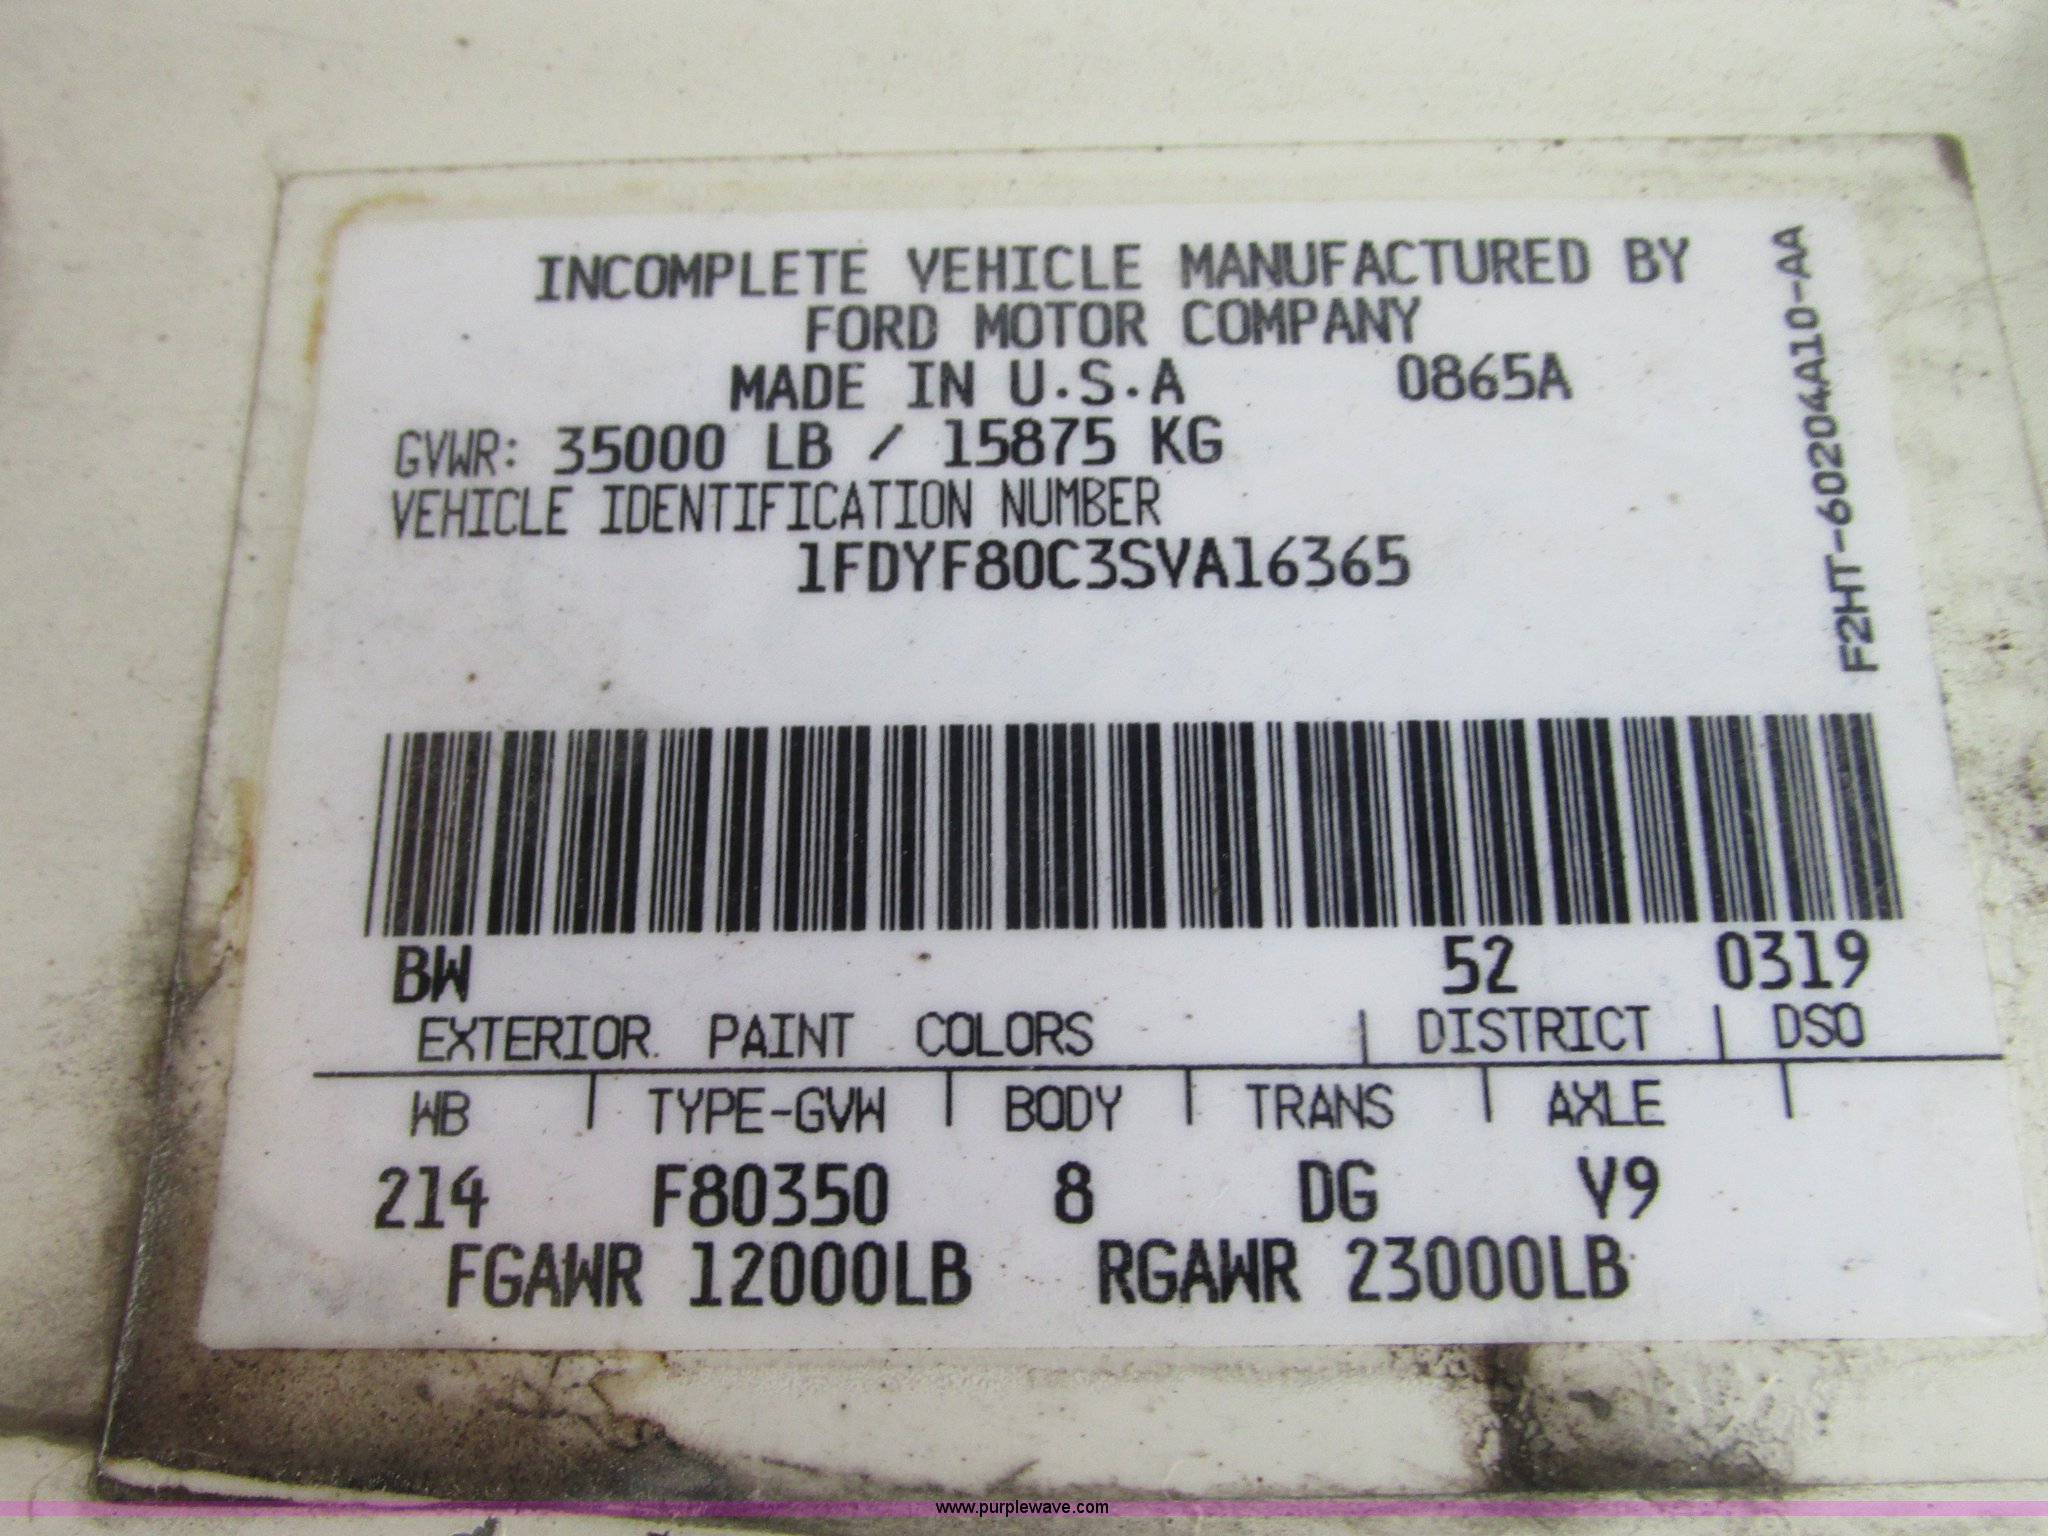 INCOMPLETE VEHICLE MANUFACTURED BY
FORD MOTOR COMPANY
MADE IN U.S.A 0865A
GVWR: 35000 LB / 15875 KG
VEHICLE IDENTIFICATION NUMBER
1FDYF80C3SVA16365
F2HT-60204A10-AA
BW 52 0319
EXTERIOR PAINT COLORS | DISTRICT | DSO
WB | TYPE-GVW | BODY | TRANS | AXLE |
214 F80350 8 DG V9
FGAWR 12000LB RGAWR 23000LB
www.purplewave.com